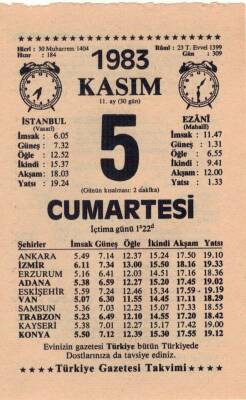 Hicrî : 30 Muharrem 1404
Hızır : 184
Rûmî : 23 T. Evvel 1399
Gün : 309
1983
KASIM
11. ay (30 gün)
İSTANBUL
(Vasatî)
İmsak : 6.05
Güneş : 7.32
Öğle : 12.52
İkindi : 15.37
Akşam : 18.03
Yatsı : 19.24
5
(Günün kısalması: 2 dakika)
EZÂNİ
(Mahallî)
İmsak : 11.47
Güneş : 1.31
Öğle : 6.55
İkindi : 9.41
Akşam : 12.00
Yatsı : 1.33
CUMARTESİ
İçtima günü 1s22d
Şehirler İmsak Güneş Öğle İkindi Akşam Yatsı
ANKARA 5.49 7.14 12.37 15.24 17.50 19.10
İZMİR 6.11 7.34 13.00 15.50 18.16 19.33
ERZURUM 5.16 6.41 12.03 14.51 17.16 18.36
ADANA 5.38 6.59 12.27 15.20 17.45 19.02
ESKİŞEHİR 5.59 7.24 12.46 15.34 17.59 19.19
VAN 5.07 6.30 11.55 14.45 17.11 18.29
SAMSUN 5.36 7.03 12.23 15.07 17.33 18.55
TRABZON 5.23 6.49 12.10 14.55 17.20 18.42
KAYSERİ 5.38 7.01 12.27 15.17 17.42 19.00
KONYA 5.50 7.12 12.39 15.31 17.55 19.12
Evinizin gazetesi Türkiye bütün Türkiyede
Dostlarınıza da tavsiye ediniz.
Türkiye Gazetesi Takvimi